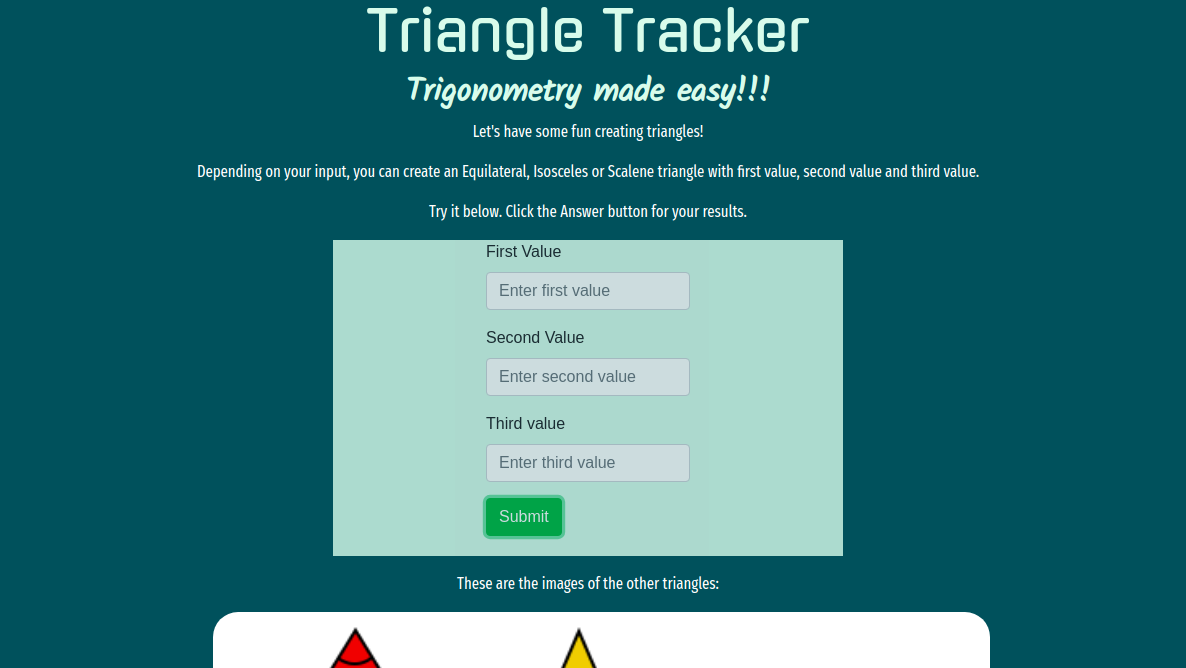 Triangle Tracker
Trigonometry made easy!!!
Let's have some fun creating triangles!
Depending on your input, you can create an Equilateral, Isosceles or Scalene triangle with first value, second value and third value.
Try it below. Click the Answer button for your results.
First Value
Enter first value
Second Value
Enter second value
Third value
Enter third value
Submit
These are the images of the other triangles: